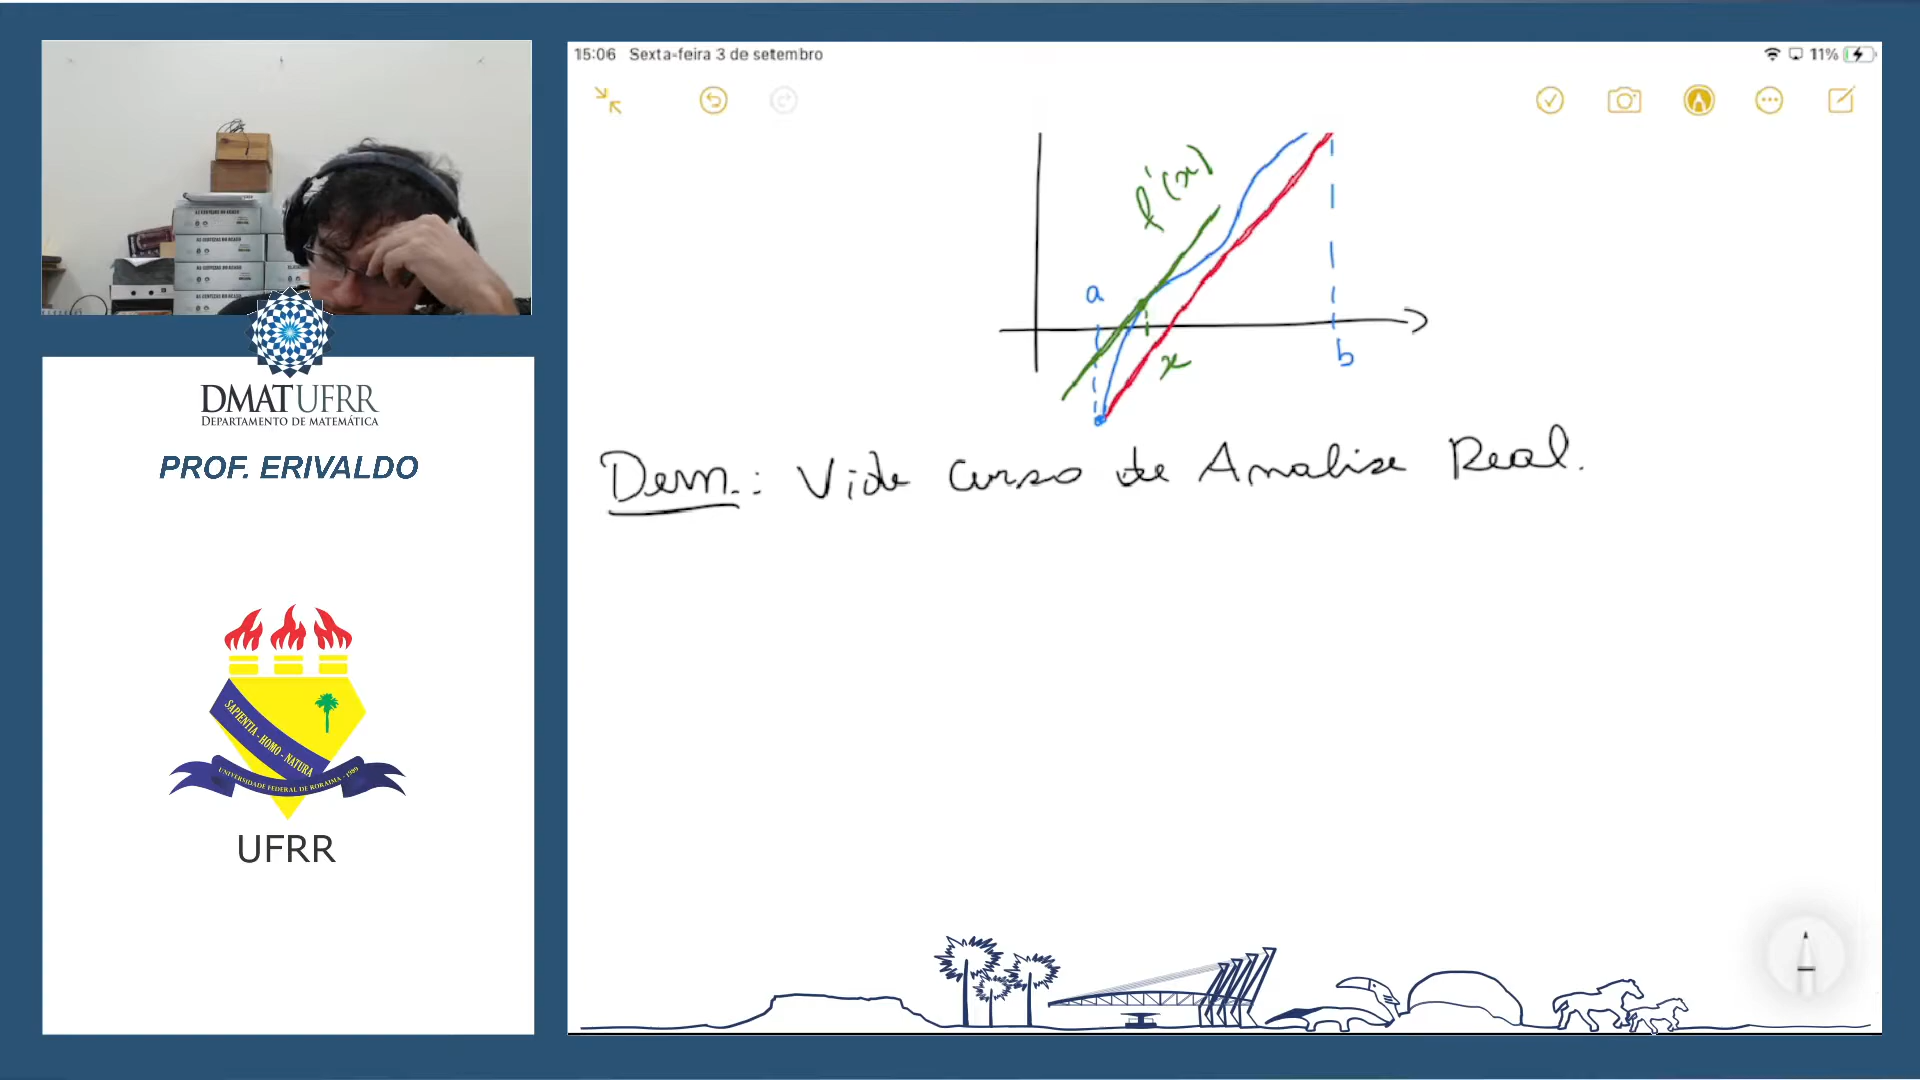 15:06 Sexta-feira 3 de setembro
11%
f'(x)
a
x
b
Dem.: Vide Curso de Analise Real.
DMATUFRR
DEPARTAMENTO DE MATEMÁTICA
PROF. ERIVALDO
SAPIENTIA - HOMO - NATURA
UNIVERSIDADE FEDERAL DE RORAIMA - 1989
UFRR